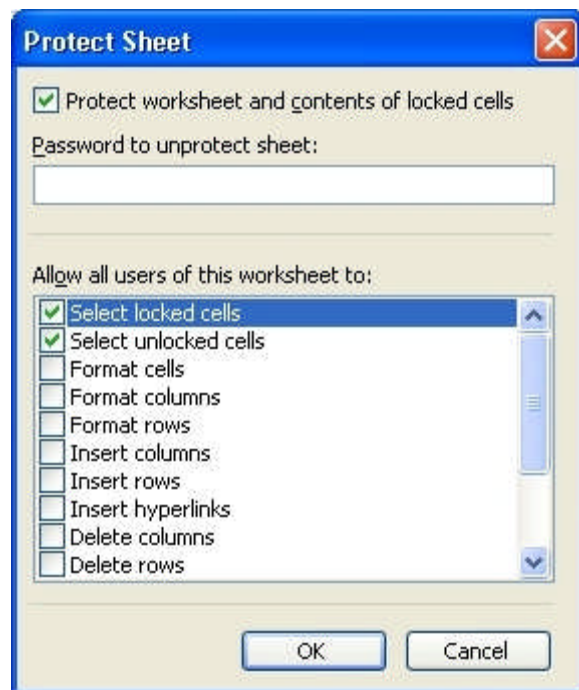 Protect Sheet
Protect worksheet and contents of locked cells
Password to unprotect sheet:
Allow all users of this worksheet to:
Select locked cells
Select unlocked cells
Format cells
Format columns
Format rows
Insert columns
Insert rows
Insert hyperlinks
Delete columns
Delete rows
OK Cancel